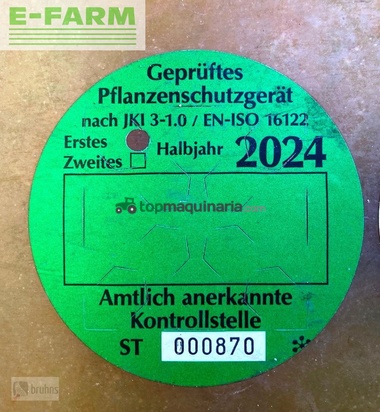 E-FARM
Geprüftes
Pflanzenschutzgerät
nach JKI 3-1.0 / EN-ISO 16122
Erstes
Zweites
Halbjahr 2024
topmaquinaria
Amtlich anerkannte
Kontrollstelle
ST 000870
bruhns